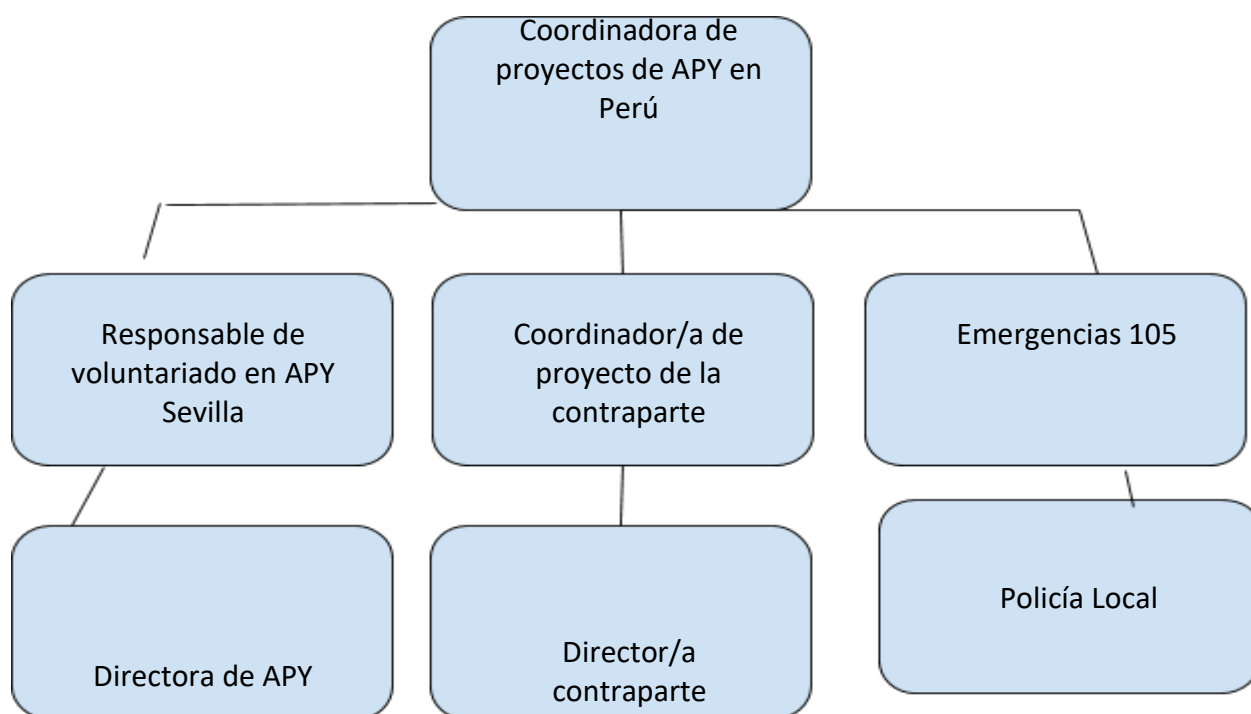 Coordinadora de
proyectos de APY en
Perú
Responsable de
voluntariado en APY
Sevilla
Coordinador/a de
proyecto de la
contraparte
Emergencias 105
Directora de APY
Director/a
contraparte
Policía Local